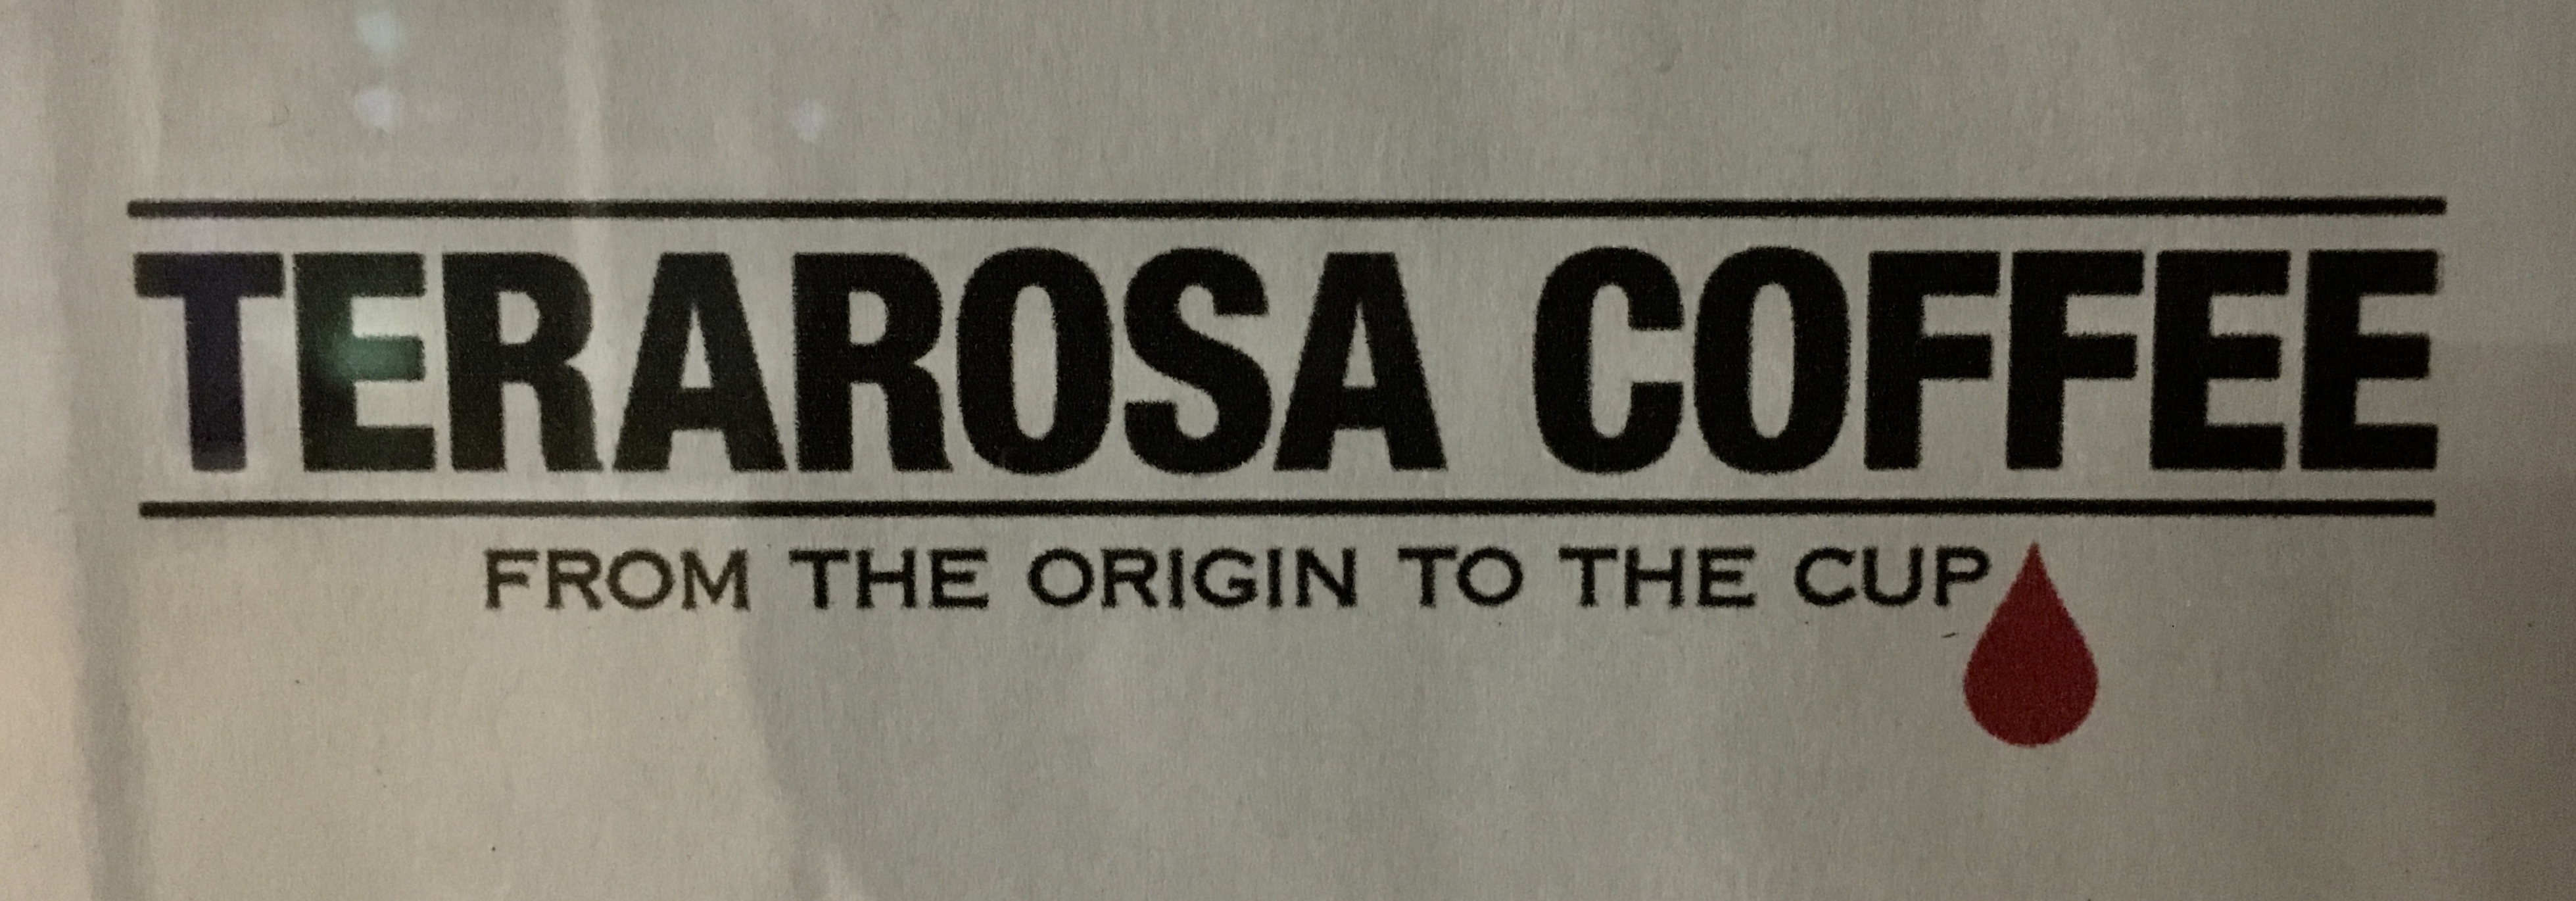 TERAROSA COFFEE
FROM THE ORIGIN TO THE CUP